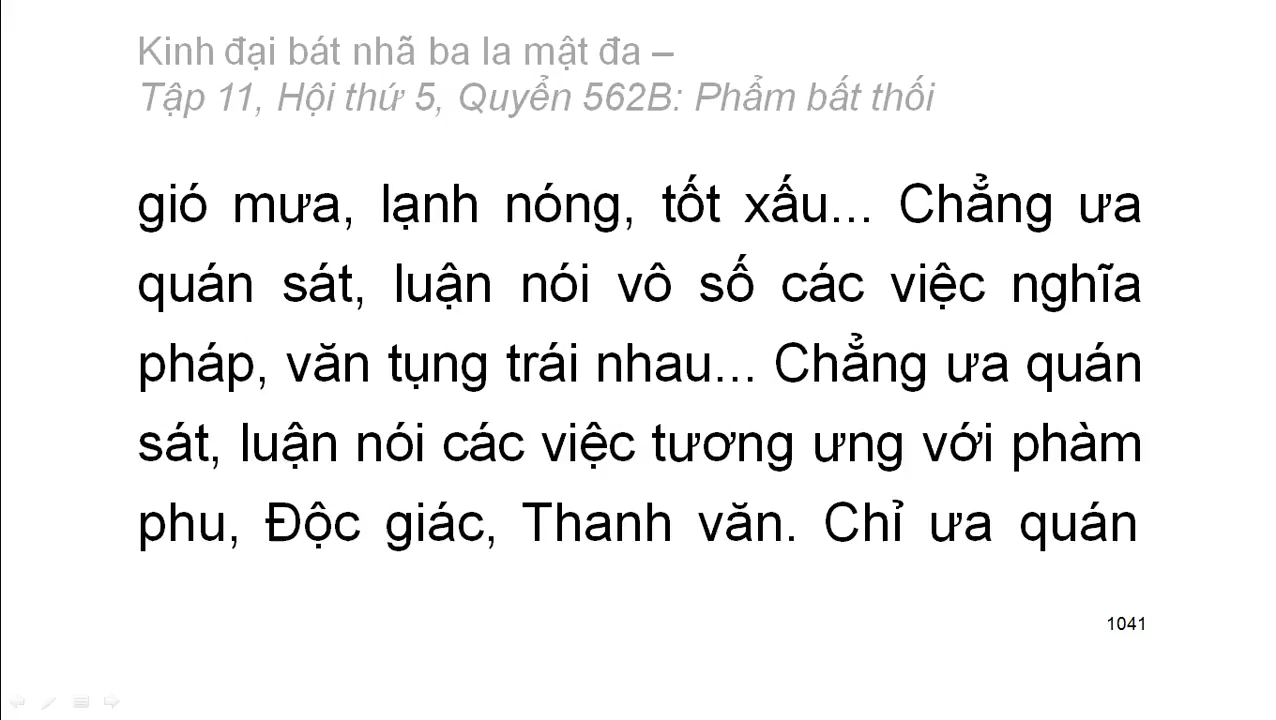 Kinh đại bát nhã ba la mật đa –
Tập 11, Hội thứ 5, Quyển 562B: Phẩm bất thối
gió mưa, lạnh nóng, tốt xấu... Chẳng ưa
quán sát, luận nói vô số các việc nghĩa
pháp, văn tụng trái nhau... Chẳng ưa quán
sát, luận nói các việc tương ưng với phàm
phu, Độc giác, Thanh văn. Chỉ ưa quán
1041